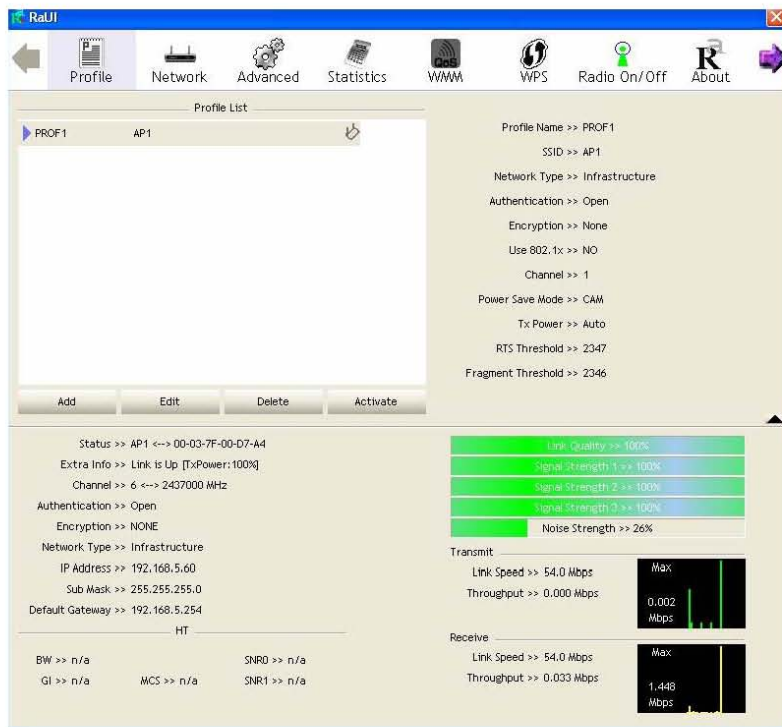 RaUI
Profile
Network
Advanced
Statistics
QoS
WMM
WPS
Radio On/Off
About
Profile List
PROF1 AP1
Add
Edit
Delete
Activate
Profile Name >> PROF1
SSID >> AP1
Network Type >> Infrastructure
Authentication >> Open
Encryption >> None
Use 802.1x >> NO
Channel >> 1
Power Save Mode >> CAM
Tx Power >> Auto
RTS Threshold >> 2347
Fragment Threshold >> 2346
Status >> AP1 <--> 00-03-7F-00-D7-A4
Extra Info >> Link is Up [TxPower:100%]
Channel >> 6 <--> 2437000 MHz
Authentication >> Open
Encryption >> NONE
Network Type >> Infrastructure
IP Address >> 192.168.5.60
Sub Mask >> 255.255.255.0
Default Gateway >> 192.168.5.254
HT
BW >> n/a
SNR0 >> n/a
GI >> n/a
MCS >> n/a
SNR1 >> n/a
Link Quality >> 100%
Signal Strength 1 >> 100%
Signal Strength 2 >> 100%
Signal Strength 3 >> 100%
Noise Strength >> 26%
Transmit
Link Speed >> 54.0 Mbps
Throughput >> 0.000 Mbps
Max
0.002
Mbps
Receive
Link Speed >> 54.0 Mbps
Throughput >> 0.033 Mbps
Max
1.448
Mbps